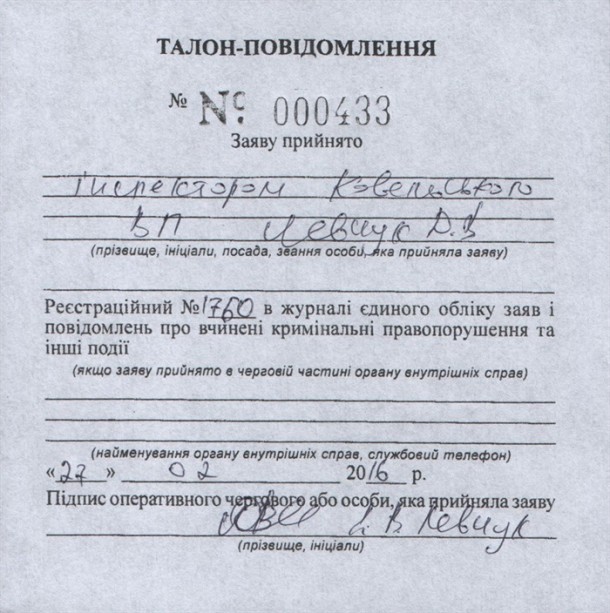 ТАЛОН-ПОВІДОМЛЕННЯ
№ № 000433
Заяву прийнято
інспектором Ковельського
ВП Левчук Д.В
(прізвище, ініціали, посада, звання особи, яка прийняла заяву)
Реєстраційний № 1760 в журналі єдиного обліку заяв і
повідомлень про вчинені кримінальні правопорушення та
інші події
(якщо заяву прийнято в черговій частині органу внутрішніх справ)
(найменування органу внутрішніх справ, службовий телефон)
«27» 02 2016 р.
Підпис оперативного чергового або особи, яка прийняла заяву
В. Левчук
(прізвище, ініціали)